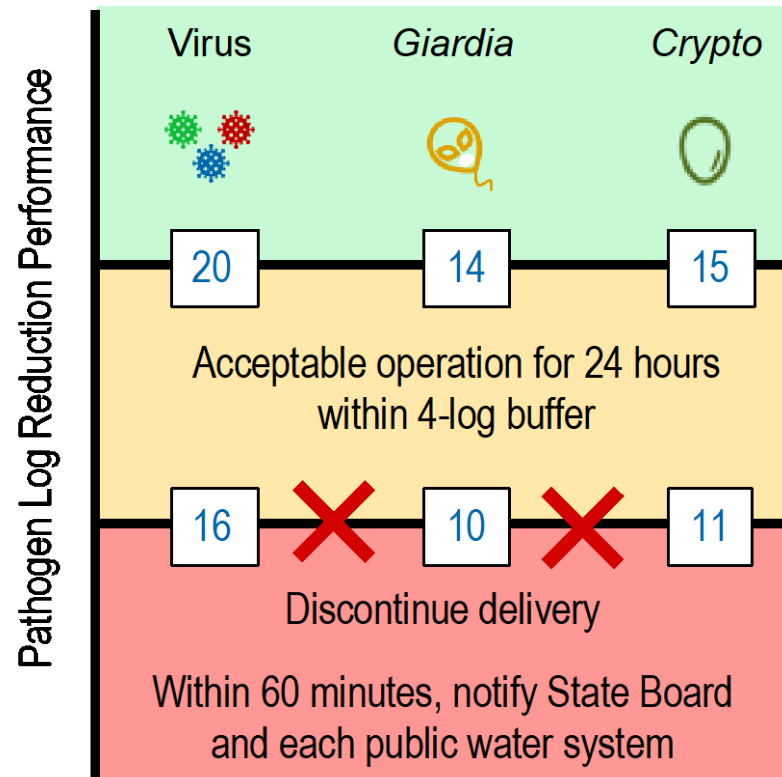 Pathogen Log Reduction Performance
Virus Giardia Crypto
20 14 15
Acceptable operation for 24 hours
within 4-log buffer
16 10 11
Discontinue delivery
Within 60 minutes, notify State Board
and each public water system